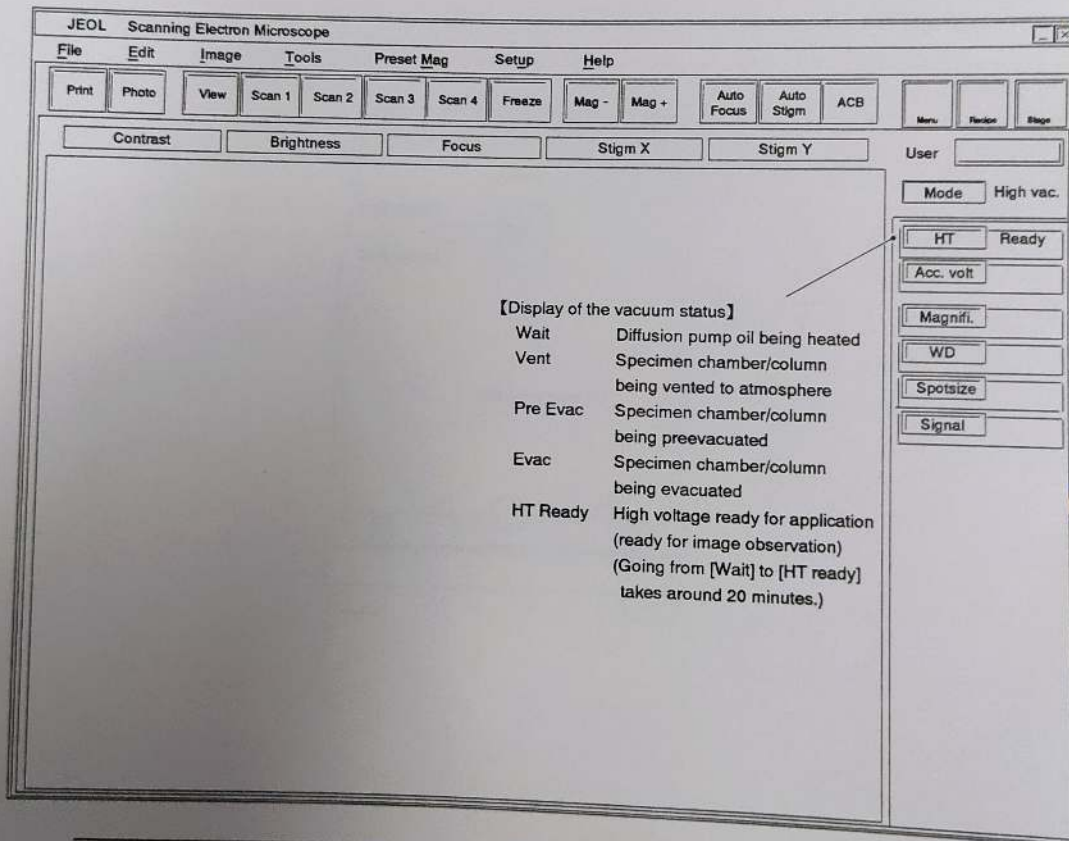 JEOL Scanning Electron Microscope
File Edit Image Tools Preset Mag Setup Help
Print Photo View Scan 1 Scan 2 Scan 3 Scan 4 Freeze Mag - Mag + Auto Focus Auto Stigm ACB Menu Recipe Stage
Contrast Brightness Focus Stigm X Stigm Y User
Mode High vac.
HT Ready
Acc. volt
Magnifi.
WD
Spotsize
Signal
【Display of the vacuum status】
Wait Diffusion pump oil being heated
Vent Specimen chamber/column
being vented to atmosphere
Pre Evac Specimen chamber/column
being preevacuated
Evac Specimen chamber/column
being evacuated
HT Ready High voltage ready for application
(ready for image observation)
(Going from [Wait] to [HT ready]
takes around 20 minutes.)